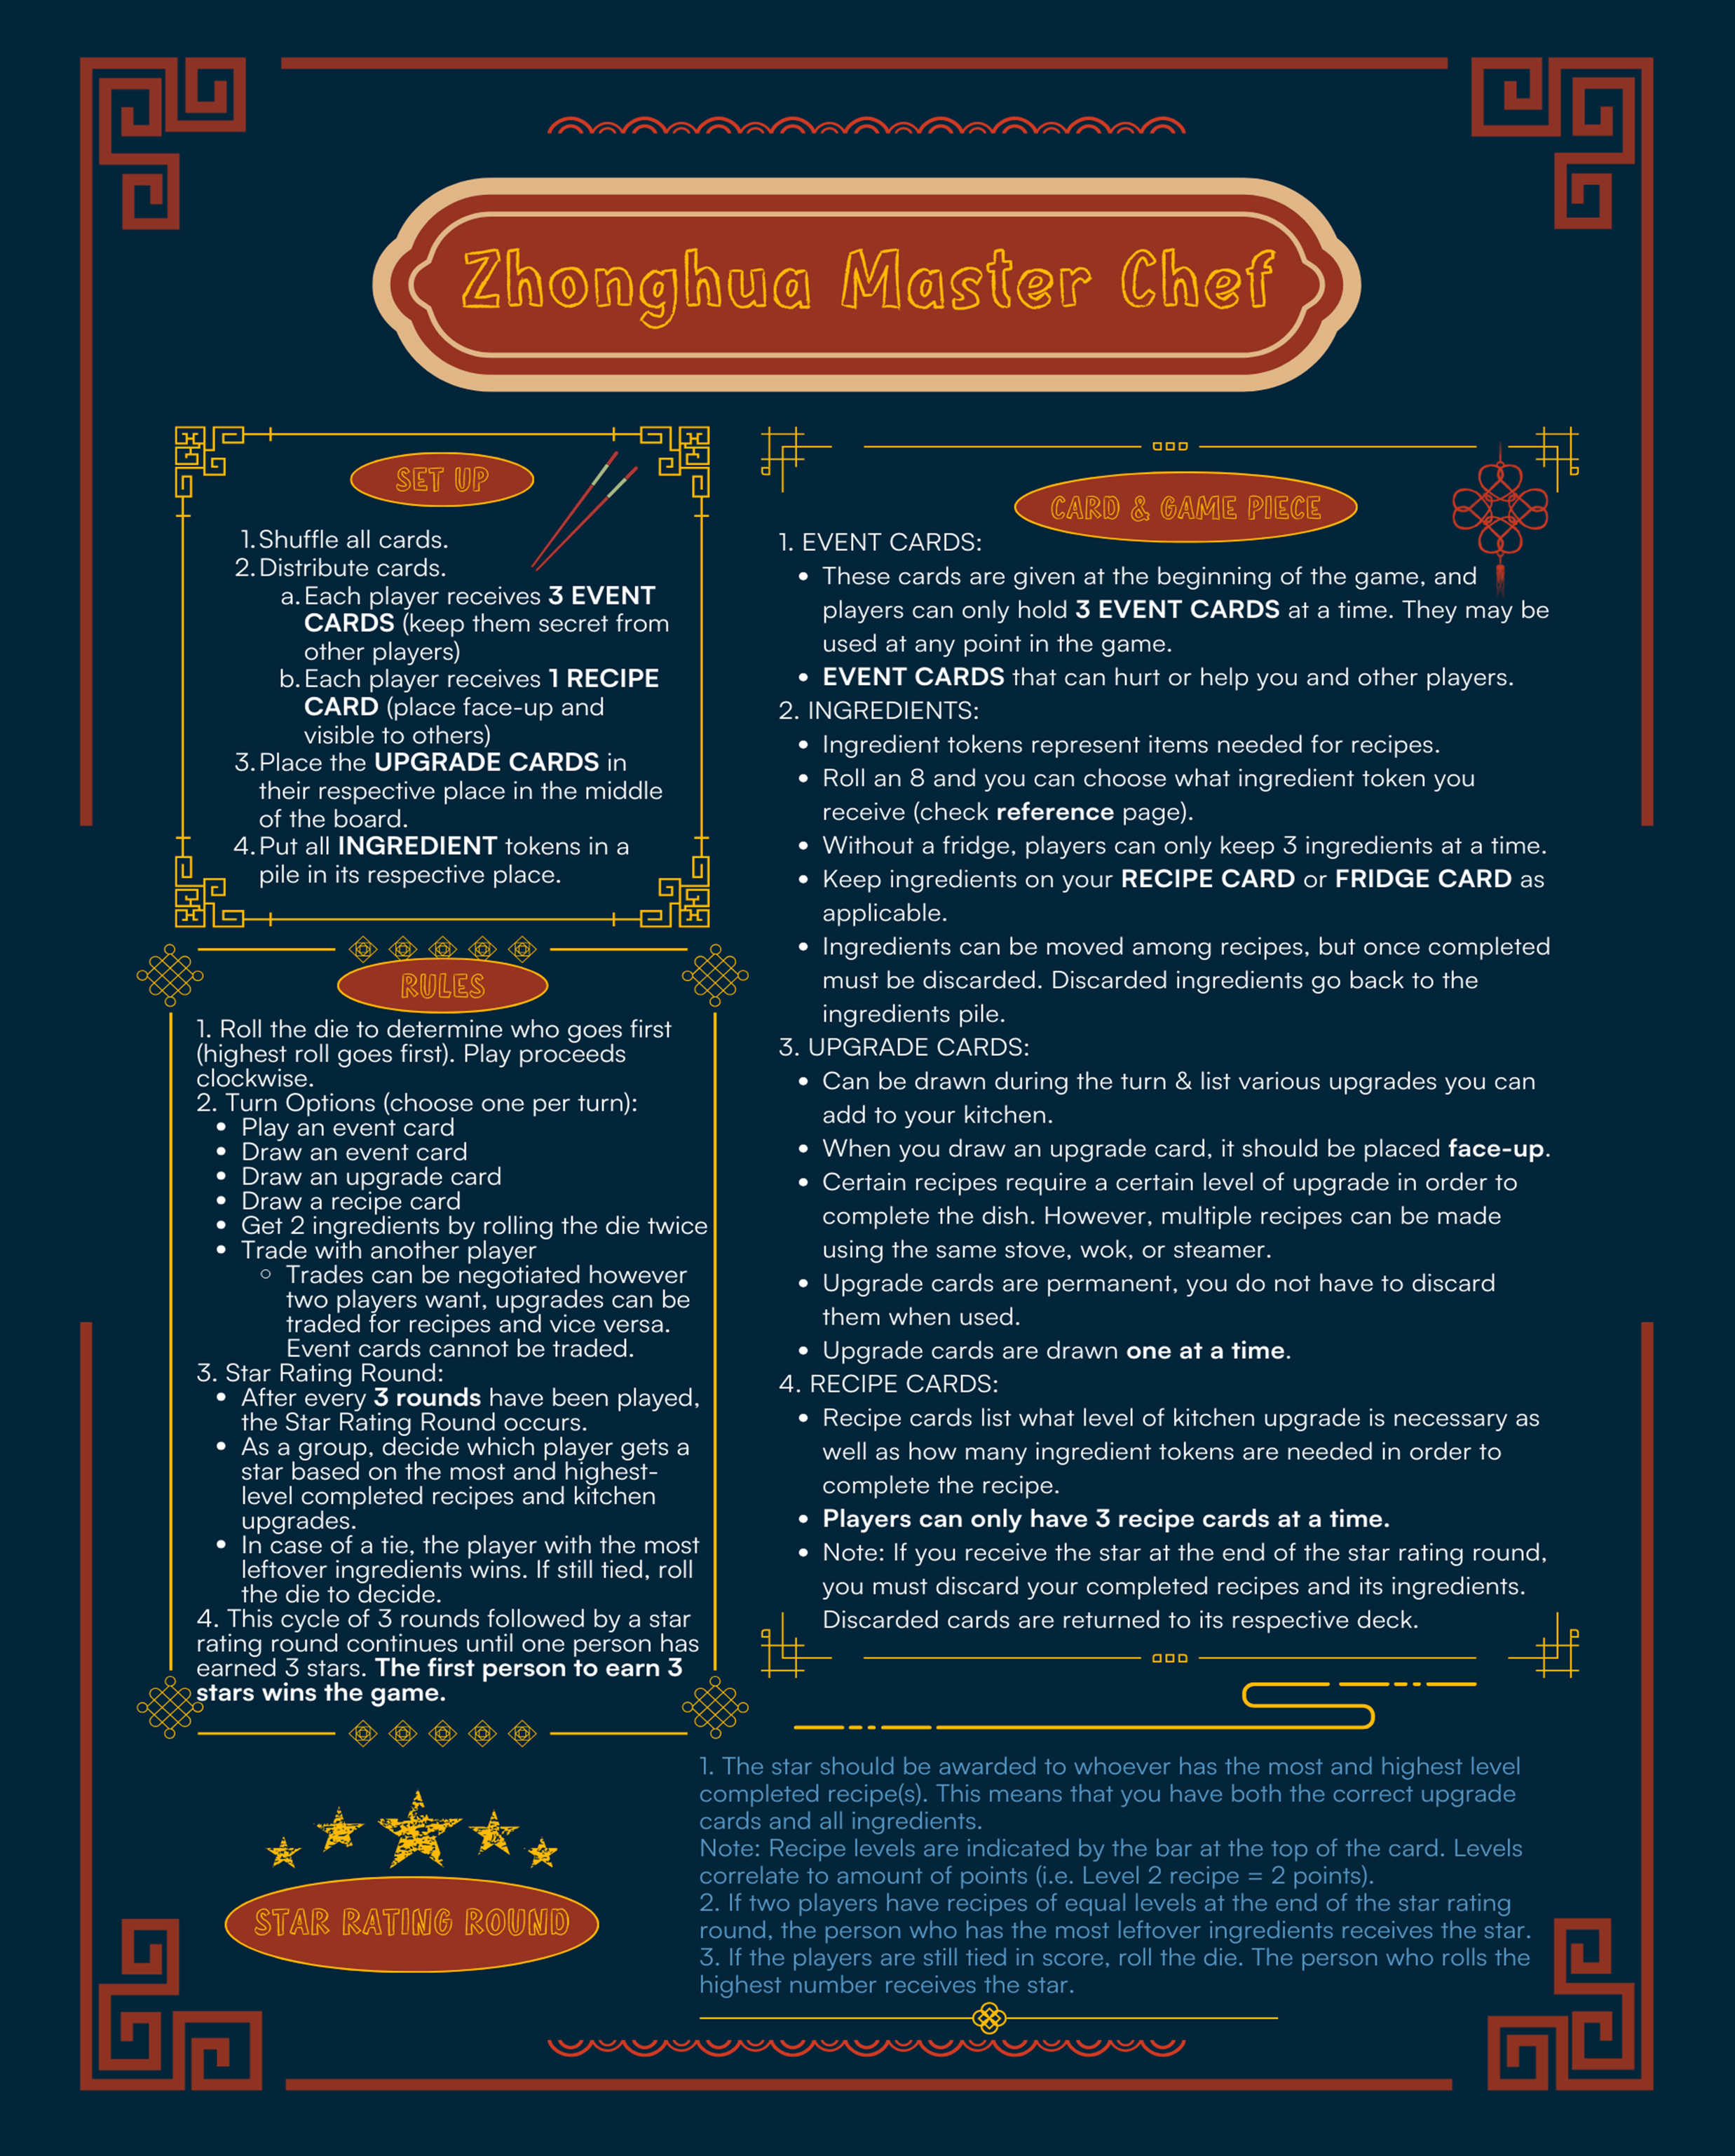 Zhonghua Master Chef
SET UP
1. Shuffle all cards.
2. Distribute cards.
a. Each player receives 3 EVENT
CARDS (keep them secret from
other players)
b. Each player receives 1 RECIPE
CARD (place face-up and
visible to others)
3. Place the UPGRADE CARDS in
their respective place in the middle
of the board.
4. Put all INGREDIENT tokens in a
pile in its respective place.
RULES
1. Roll the die to determine who goes first
(highest roll goes first). Play proceeds
clockwise.
2. Turn Options (choose one per turn):
• Play an event card
• Draw an event card
• Draw an upgrade card
• Draw a recipe card
• Get 2 ingredients by rolling the die twice
• Trade with another player
○ Trades can be negotiated however
two players want, upgrades can be
traded for recipes and vice versa.
Event cards cannot be traded.
3. Star Rating Round:
• After every 3 rounds have been played,
the Star Rating Round occurs.
• As a group, decide which player gets a
star based on the most and highest-
level completed recipes and kitchen
upgrades.
• In case of a tie, the player with the most
leftover ingredients wins. If still tied, roll
the die to decide.
4. This cycle of 3 rounds followed by a star
rating round continues until one person has
earned 3 stars. The first person to earn 3
stars wins the game.
CARD & GAME PIECE
1. EVENT CARDS:
• These cards are given at the beginning of the game, and
players can only hold 3 EVENT CARDS at a time. They may be
used at any point in the game.
• EVENT CARDS that can hurt or help you and other players.
2. INGREDIENTS:
• Ingredient tokens represent items needed for recipes.
• Roll an 8 and you can choose what ingredient token you
receive (check reference page).
• Without a fridge, players can only keep 3 ingredients at a time.
• Keep ingredients on your RECIPE CARD or FRIDGE CARD as
applicable.
• Ingredients can be moved among recipes, but once completed
must be discarded. Discarded ingredients go back to the
ingredients pile.
3. UPGRADE CARDS:
• Can be drawn during the turn & list various upgrades you can
add to your kitchen.
• When you draw an upgrade card, it should be placed face-up.
• Certain recipes require a certain level of upgrade in order to
complete the dish. However, multiple recipes can be made
using the same stove, wok, or steamer.
• Upgrade cards are permanent, you do not have to discard
them when used.
• Upgrade cards are drawn one at a time.
4. RECIPE CARDS:
• Recipe cards list what level of kitchen upgrade is necessary as
well as how many ingredient tokens are needed in order to
complete the recipe.
• Players can only have 3 recipe cards at a time.
• Note: If you receive the star at the end of the star rating round,
you must discard your completed recipes and its ingredients.
Discarded cards are returned to its respective deck.
STAR RATING ROUND
1. The star should be awarded to whoever has the most and highest level
completed recipe(s). This means that you have both the correct upgrade
cards and all ingredients.
Note: Recipe levels are indicated by the bar at the top of the card. Levels
correlate to amount of points (i.e. Level 2 recipe = 2 points).
2. If two players have recipes of equal levels at the end of the star rating
round, the person who has the most leftover ingredients receives the star.
3. If the players are still tied in score, roll the die. The person who rolls the
highest number receives the star.